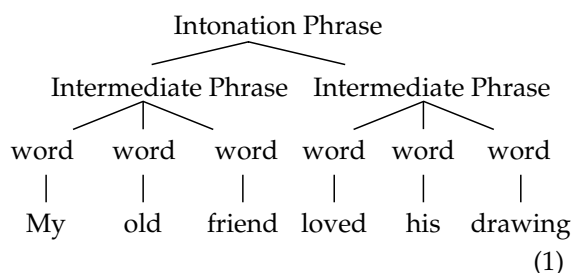 Intonation Phrase
Intermediate Phrase Intermediate Phrase
word word word word word word
My old friend loved his drawing
(1)